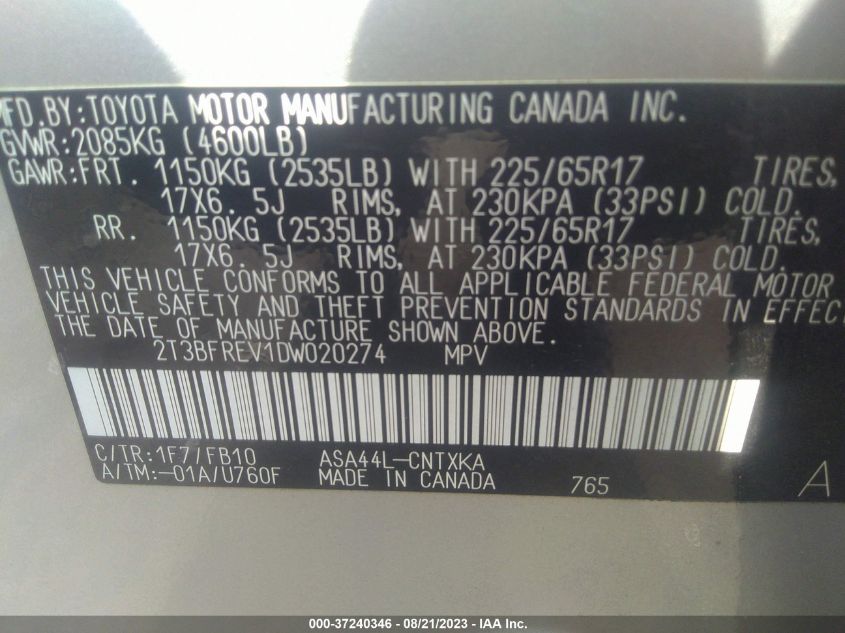 MFD.BY:TOYOTA MOTOR MANUFACTURING CANADA INC.
GVWR:2085KG (4600LB)
GAWR:FRT. 1150KG (2535LB) WITH 225/65R17 TIRES,
17X6.5J RIMS, AT 230KPA (33PSI) COLD.
RR. 1150KG (2535LB) WITH 225/65R17 TIRES,
17X6.5J RIMS, AT 230KPA (33PSI) COLD.
THIS VEHICLE CONFORMS TO ALL APPLICABLE FEDERAL MOTOR
VEHICLE SAFETY AND THEFT PREVENTION STANDARDS IN EFFECT
THE DATE OF MANUFACTURE SHOWN ABOVE.
2T3BFREV1DW020274 MPV
C/TR:1F7/FB10 ASA44L-CNTXKA
A/TM:-01A/U760F MADE IN CANADA 765 A
000-37240346 - 08/21/2023 - IAA Inc.